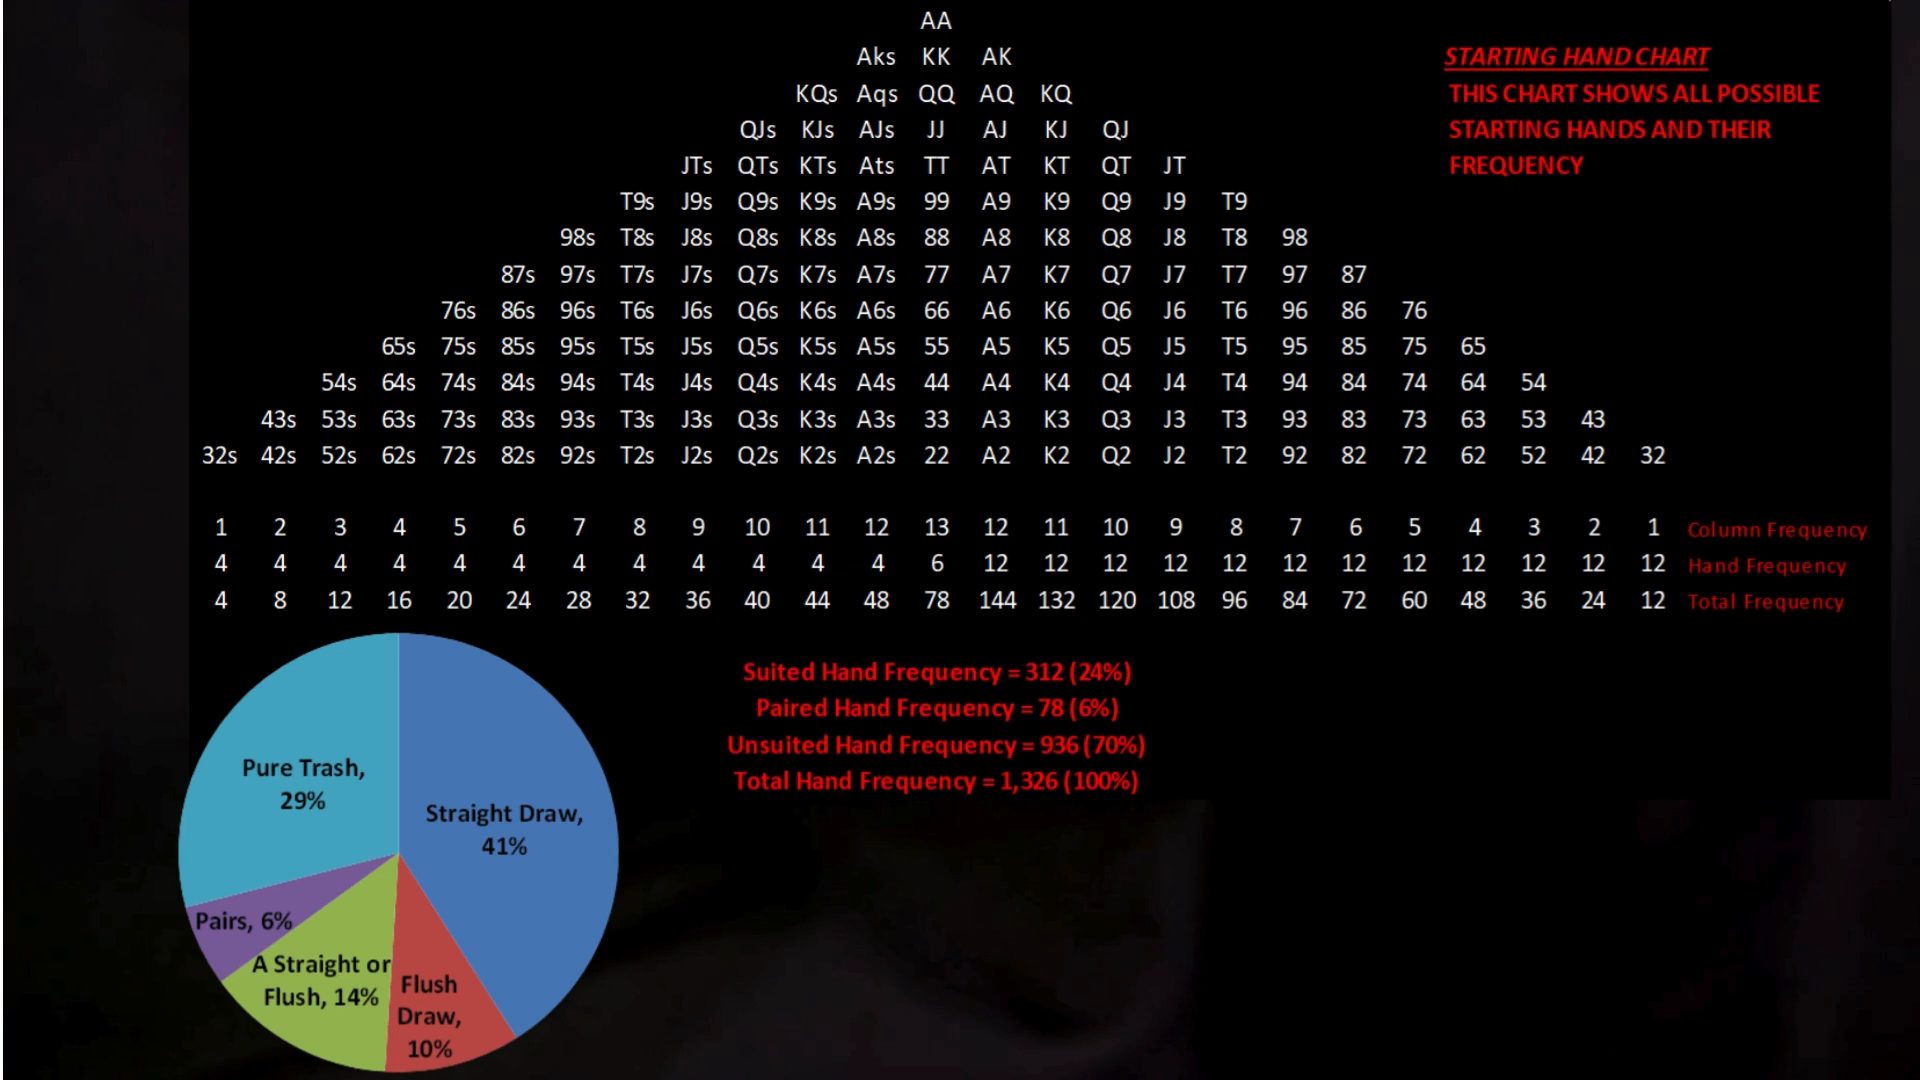 AA
Aks KK AK
KQs Aqs QQ AQ KQ
QJs KJs AJs JJ AJ KJ QJ
JTs QTs KTs Ats TT AT KT QT JT
T9s J9s Q9s K9s A9s 99 A9 K9 Q9 J9 T9
98s T8s J8s Q8s K8s A8s 88 A8 K8 Q8 J8 T8 98
87s 97s T7s J7s Q7s K7s A7s 77 A7 K7 Q7 J7 T7 97 87
76s 86s 96s T6s J6s Q6s K6s A6s 66 A6 K6 Q6 J6 T6 96 86 76
65s 75s 85s 95s T5s J5s Q5s K5s A5s 55 A5 K5 Q5 J5 T5 95 85 75 65
54s 64s 74s 84s 94s T4s J4s Q4s K4s A4s 44 A4 K4 Q4 J4 T4 94 84 74 64 54
43s 53s 63s 73s 83s 93s T3s J3s Q3s K3s A3s 33 A3 K3 Q3 J3 T3 93 83 73 63 53 43
32s 42s 52s 62s 72s 82s 92s T2s J2s Q2s K2s A2s 22 A2 K2 Q2 J2 T2 92 82 72 62 52 42 32
STARTING HAND CHART
THIS CHART SHOWS ALL POSSIBLE
STARTING HANDS AND THEIR
FREQUENCY
1 2 3 4 5 6 7 8 9 10 11 12 13 12 11 10 9 8 7 6 5 4 3 2 1 Column Frequency
4 4 4 4 4 4 4 4 4 4 4 4 6 12 12 12 12 12 12 12 12 12 12 12 12 Hand Frequency
4 8 12 16 20 24 28 32 36 40 44 48 78 144 132 120 108 96 84 72 60 48 36 24 12 Total Frequency
Suited Hand Frequency = 312 (24%)
Paired Hand Frequency = 78 (6%)
Unsuited Hand Frequency = 936 (70%)
Total Hand Frequency = 1,326 (100%)
Pure Trash,
29%
Straight Draw,
41%
Pairs, 6%
A Straight or
Flush, 14%
Flush
Draw,
10%